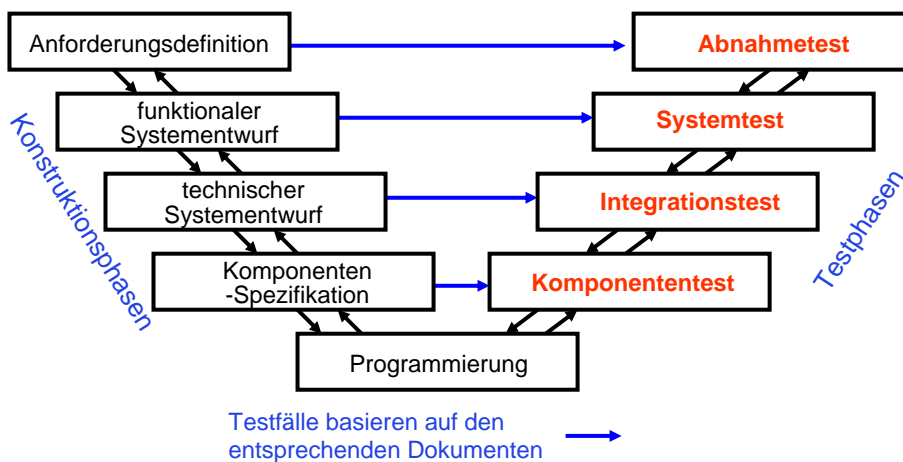 Anforderungsdefinition
Abnahmetest
funktionaler
Systementwurf
Systemtest
technischer
Systementwurf
Integrationstest
Komponenten
-Spezifikation
Komponententest
Programmierung
Konstruktionsphasen
Testphasen
Testfälle basieren auf den
entsprechenden Dokumenten